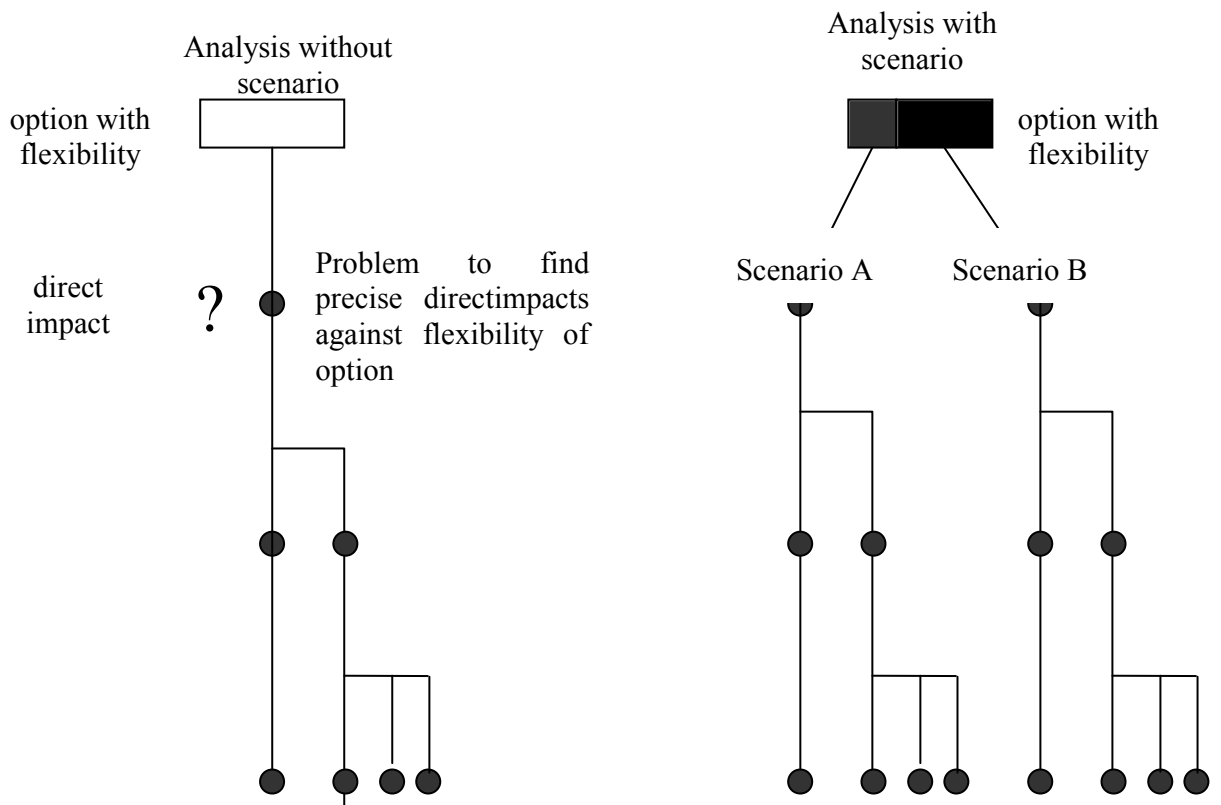 Analysis without
scenario
option with
flexibility
direct
impact
?
Problem to find
precise directimpacts
against flexibility of
option
Analysis with
scenario
option with
flexibility
Scenario A
Scenario B